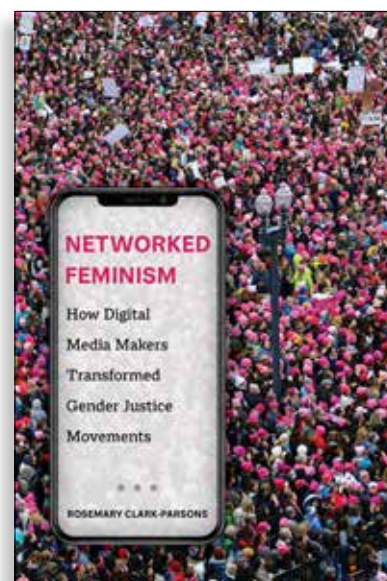 NETWORKED
FEMINISM
How Digital
Media Makers
Transformed
Gender Justice
Movements
ROSEMARY CLARK-PARSONS